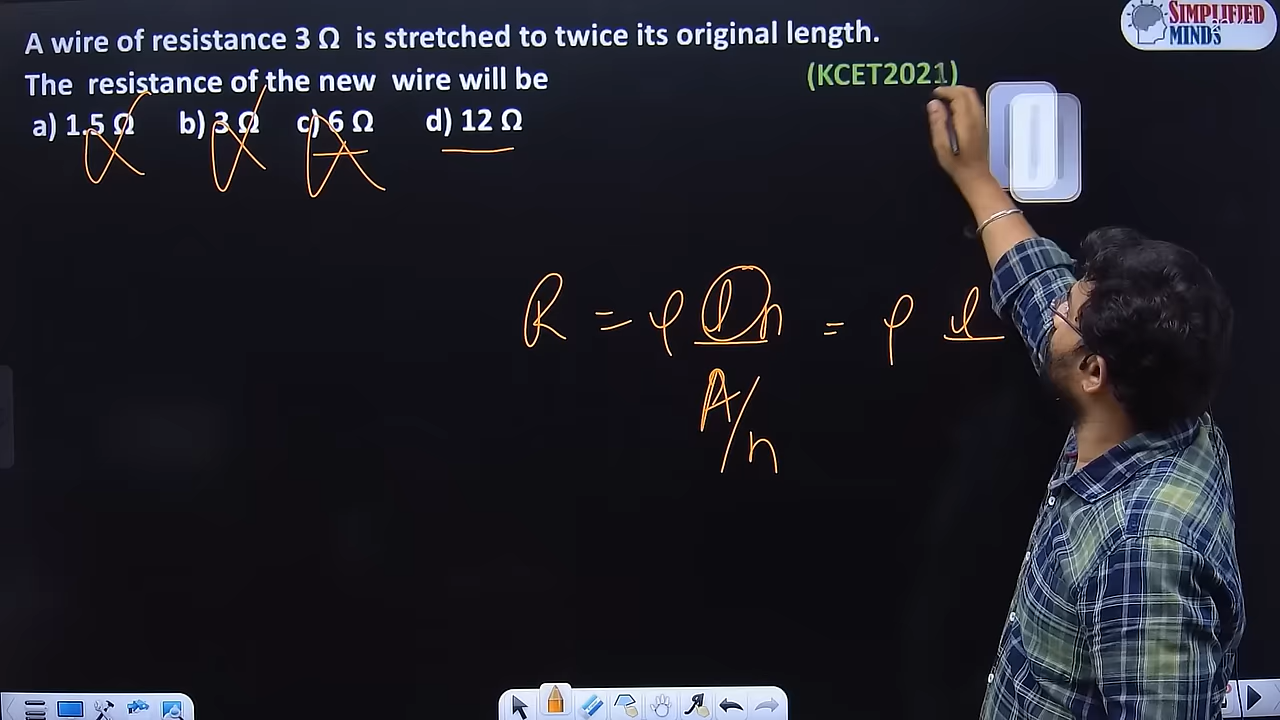 A wire of resistance 3 Ω is stretched to twice its original length.
The resistance of the new wire will be (KCET2021)
a) 1.5 Ω b) 3 Ω c) 6 Ω d) 12 Ω
SIMPLIFIED
MINDS
R = ρ ln / A/n = ρ l